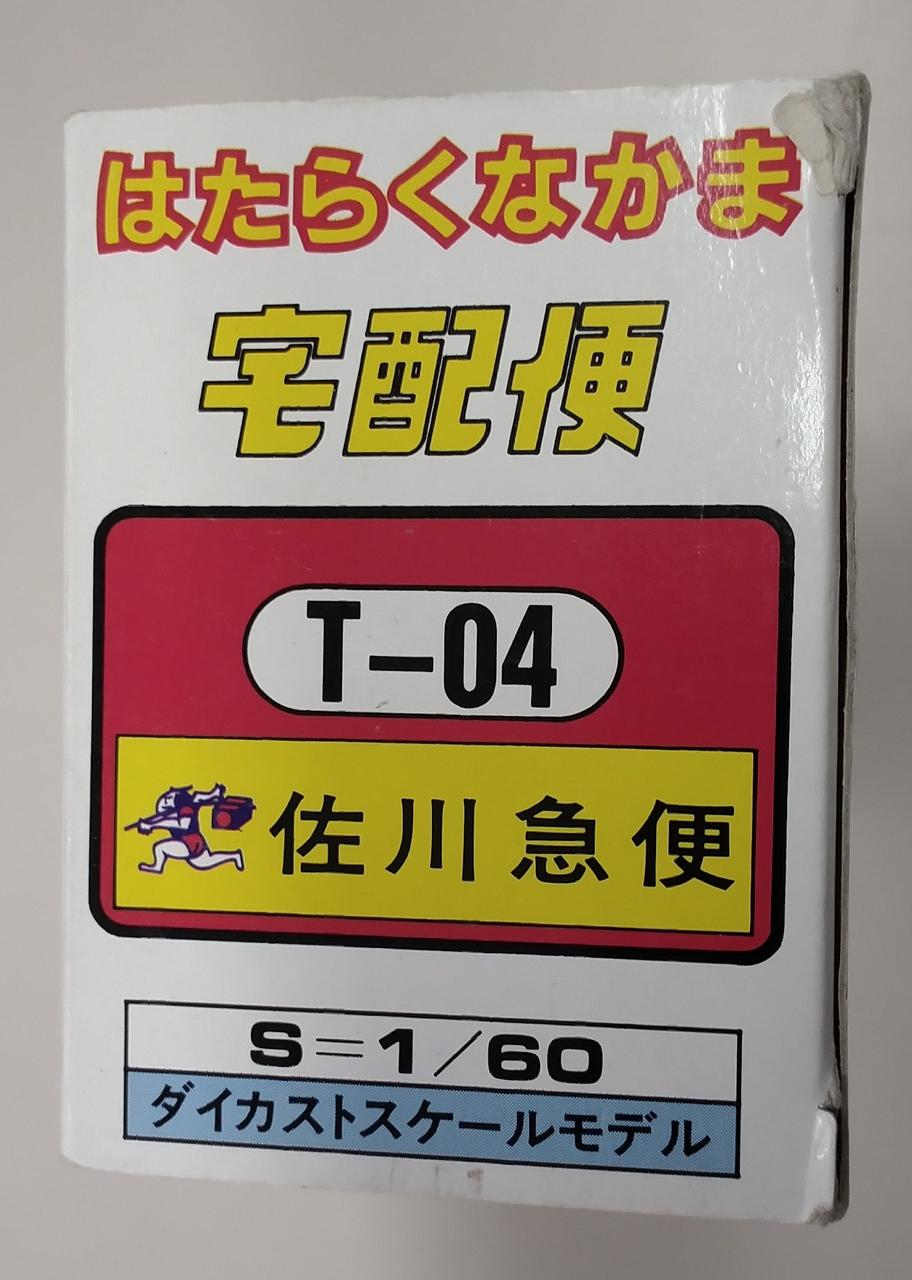 はたらくなかま
宅配便
T-04
佐川急便
S=1/60
ダイカストスケールモデル